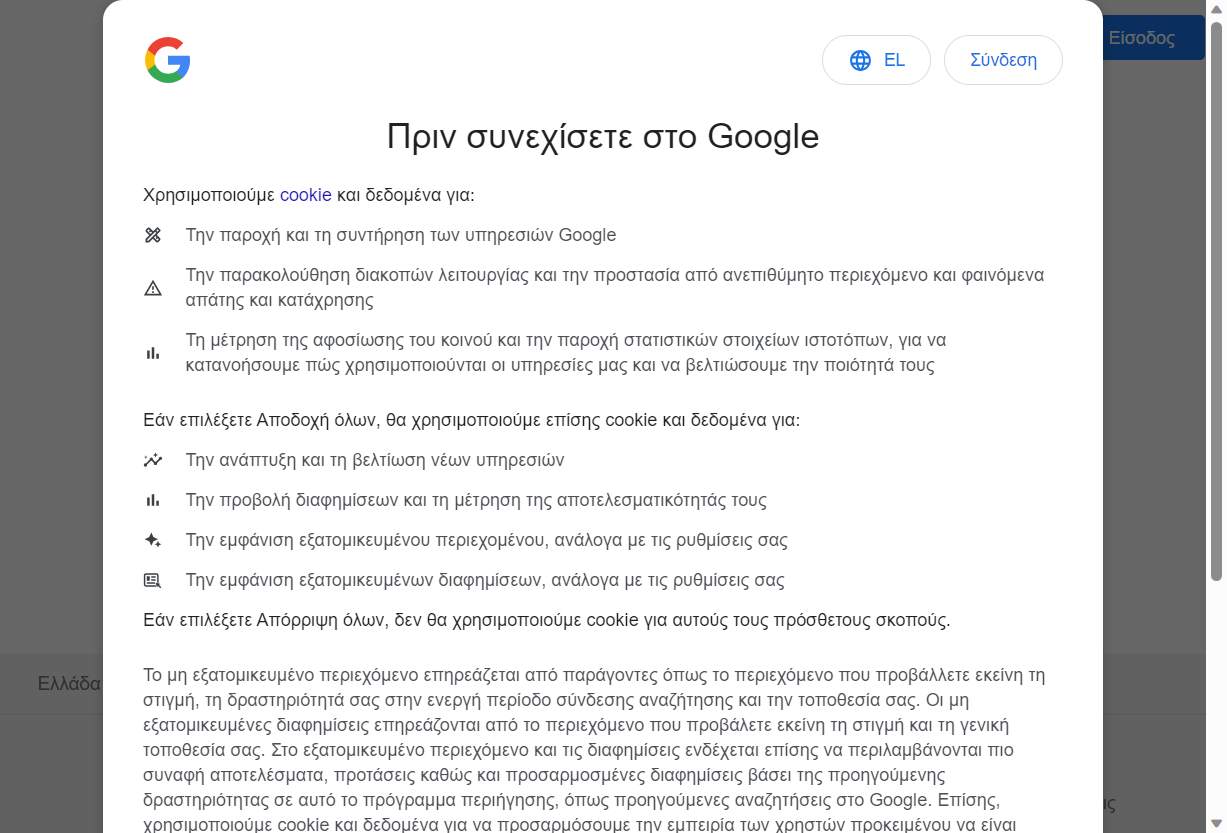 Είσοδος
EL
Σύνδεση
Πριν συνεχίσετε στο Google
Χρησιμοποιούμε cookie και δεδομένα για:
Την παροχή και τη συντήρηση των υπηρεσιών Google
Την παρακολούθηση διακοπών λειτουργίας και την προστασία από ανεπιθύμητο περιεχόμενο και φαινόμενα
απάτης και κατάχρησης
Τη μέτρηση της αφοσίωσης του κοινού και την παροχή στατιστικών στοιχείων ιστοτόπων, για να
κατανοήσουμε πώς χρησιμοποιούνται οι υπηρεσίες μας και να βελτιώσουμε την ποιότητά τους
Εάν επιλέξετε Αποδοχή όλων, θα χρησιμοποιούμε επίσης cookie και δεδομένα για:
Την ανάπτυξη και τη βελτίωση νέων υπηρεσιών
Την προβολή διαφημίσεων και τη μέτρηση της αποτελεσματικότητάς τους
Την εμφάνιση εξατομικευμένου περιεχομένου, ανάλογα με τις ρυθμίσεις σας
Την εμφάνιση εξατομικευμένων διαφημίσεων, ανάλογα με τις ρυθμίσεις σας
Εάν επιλέξετε Απόρριψη όλων, δεν θα χρησιμοποιούμε cookie για αυτούς τους πρόσθετους σκοπούς.
Το μη εξατομικευμένο περιεχόμενο επηρεάζεται από παράγοντες όπως το περιεχόμενο που προβάλλετε εκείνη τη
στιγμή, τη δραστηριότητά σας στην ενεργή περίοδο σύνδεσης αναζήτησης και την τοποθεσία σας. Οι μη
Ελλάδα
εξατομικευμένες διαφημίσεις επηρεάζονται από το περιεχόμενο που προβάλετε εκείνη τη στιγμή και τη γενική
τοποθεσία σας. Στο εξατομικευμένο περιεχόμενο και τις διαφημίσεις ενδέχεται επίσης να περιλαμβάνονται πιο
συναφή αποτελέσματα, προτάσεις καθώς και προσαρμοσμένες διαφημίσεις βάσει της προηγούμενης
δραστηριότητας σε αυτό το πρόγραμμα περιήγησης, όπως προηγούμενες αναζητήσεις στο Google. Επίσης,
χρησιμοποιούμε cookie και δεδομένα για να προσαρμόσουμε την εμπειρία των χρηστών προκειμένου να είναι